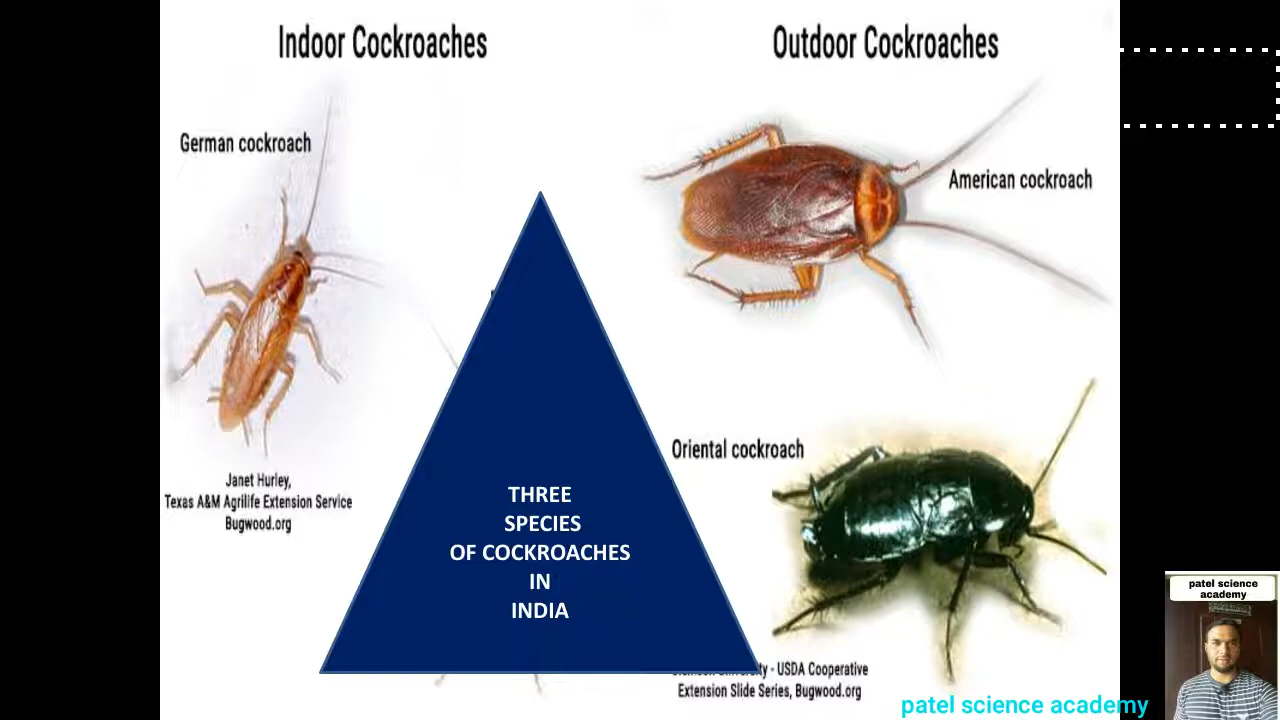 Indoor Cockroaches
Outdoor Cockroaches
German cockroach
American cockroach
Oriental cockroach
Janet Hurley,
Texas A&M Agrilife Extension Service
Bugwood.org
THREE
SPECIES
OF COCKROACHES
IN
INDIA
- USDA Cooperative
Extension Slide Series, Bugwood.org
patel science
academy
patel science academy